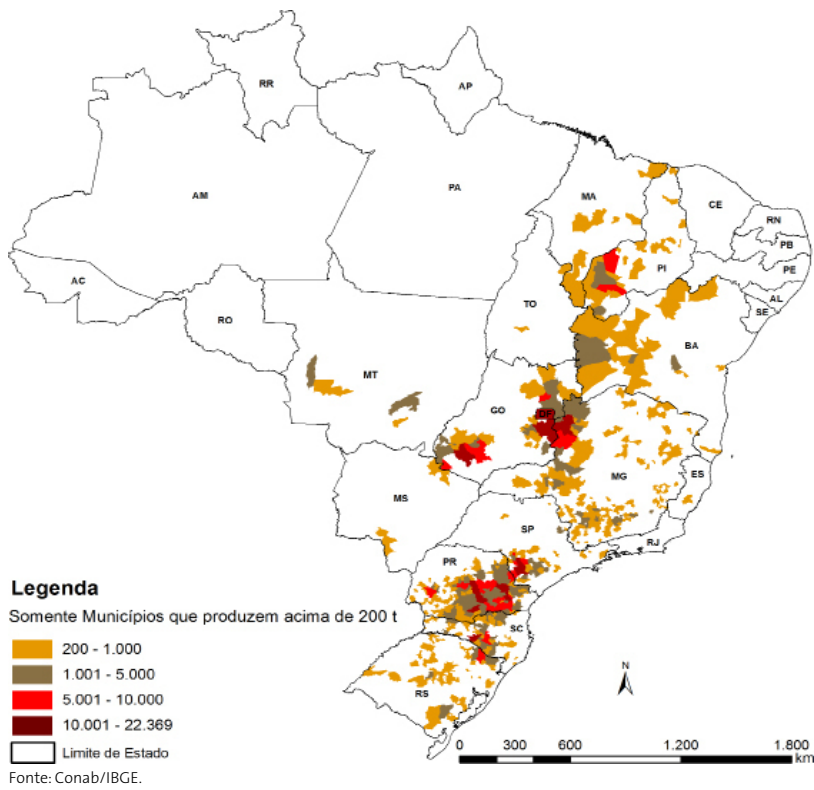 RR
AP
AM
PA
MA
CE
RN
PB
PE
PI
AC
AL
SE
TO
RO
BA
MT
GO
DF
MG
ES
MS
SP
RJ
PR
SC
RS
Legenda
Somente Municípios que produzem acima de 200 t
200 - 1.000
1.001 - 5.000
5.001 - 10.000
10.001 - 22.369
Limite de Estado
N
0 300 600 1.200 1.800
km
Fonte: Conab/IBGE.